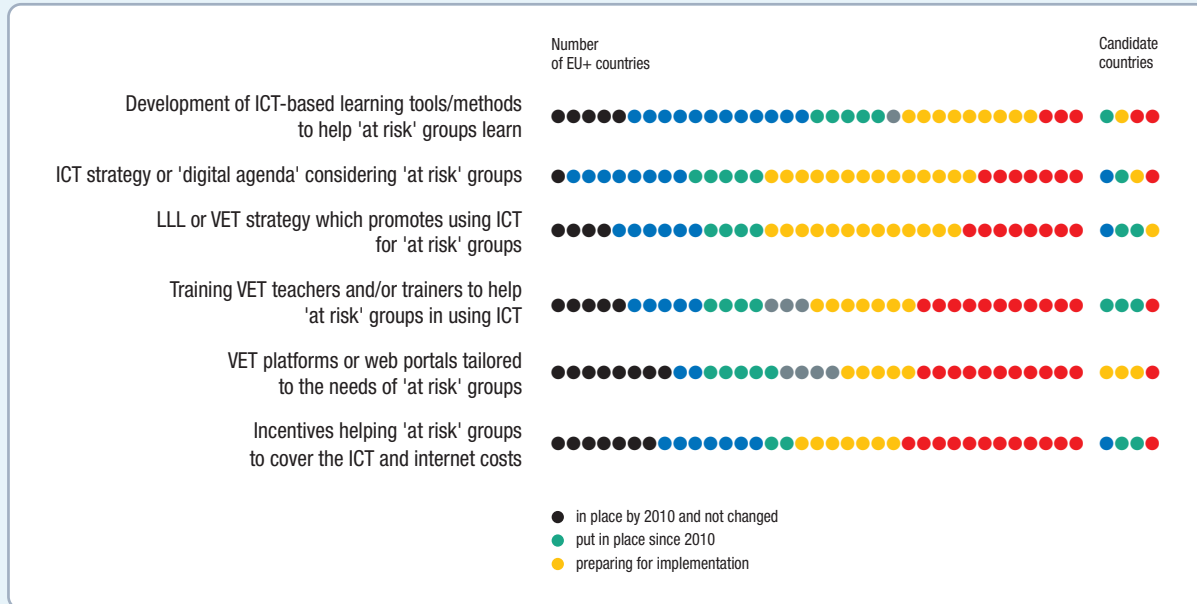 Number
of EU+ countries
Candidate
countries
Development of ICT-based learning tools/methods
to help 'at risk' groups learn
ICT strategy or 'digital agenda' considering 'at risk' groups
LLL or VET strategy which promotes using ICT
for 'at risk' groups
Training VET teachers and/or trainers to help
'at risk' groups in using ICT
VET platforms or web portals tailored
to the needs of 'at risk' groups
Incentives helping 'at risk' groups
to cover the ICT and internet costs
in place by 2010 and not changed
put in place since 2010
preparing for implementation